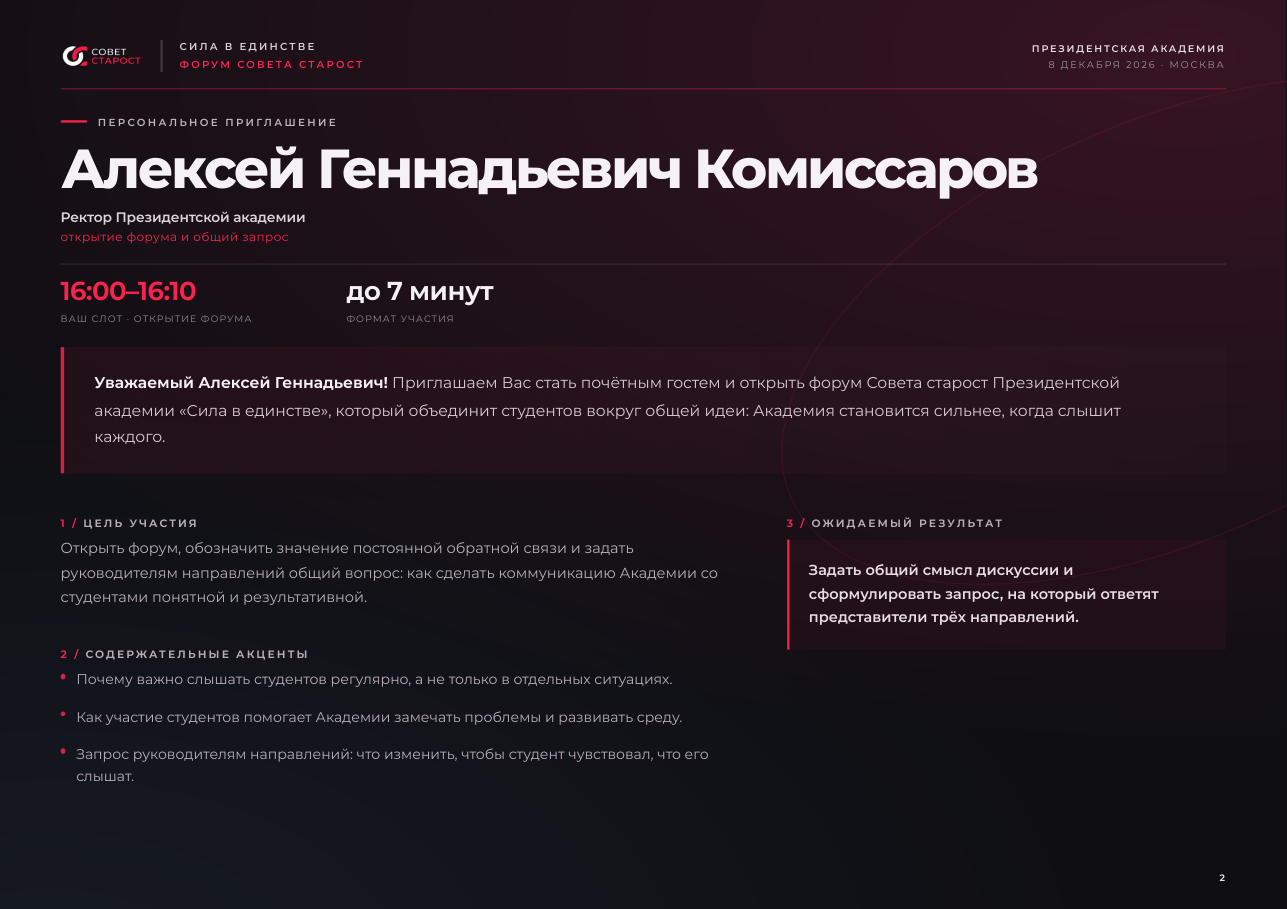 СОВЕТ
СТАРОСТ
СИЛА В ЕДИНСТВЕ
ФОРУМ СОВЕТА СТАРОСТ
ПРЕЗИДЕНТСКАЯ АКАДЕМИЯ
8 ДЕКАБРЯ 2026 · МОСКВА
ПЕРСОНАЛЬНОЕ ПРИГЛАШЕНИЕ
Алексей Геннадьевич Комиссаров
Ректор Президентской академии
открытие форума и общий запрос
16:00–16:10
ВАШ СЛОТ · ОТКРЫТИЕ ФОРУМА
до 7 минут
ФОРМАТ УЧАСТИЯ
Уважаемый Алексей Геннадьевич! Приглашаем Вас стать почётным гостем и открыть форум Совета старост Президентской
академии «Сила в единстве», который объединит студентов вокруг общей идеи: Академия становится сильнее, когда слышит
каждого.
1 / ЦЕЛЬ УЧАСТИЯ
Открыть форум, обозначить значение постоянной обратной связи и задать
руководителям направлений общий вопрос: как сделать коммуникацию Академии со
студентами понятной и результативной.
2 / СОДЕРЖАТЕЛЬНЫЕ АКЦЕНТЫ
• Почему важно слышать студентов регулярно, а не только в отдельных ситуациях.
• Как участие студентов помогает Академии замечать проблемы и развивать среду.
• Запрос руководителям направлений: что изменить, чтобы студент чувствовал, что его
слышат.
3 / ОЖИДАЕМЫЙ РЕЗУЛЬТАТ
Задать общий смысл дискуссии и
сформулировать запрос, на который ответят
представители трёх направлений.
2